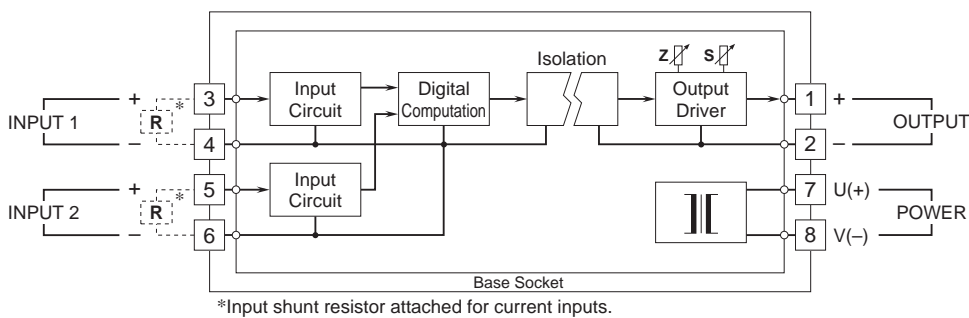 Isolation
Z S
3 Input Circuit
Digital Computation
Output Driver
1 +
INPUT 1
+ * R −
4
2 −
OUTPUT
5 Input Circuit
7 U(+)
INPUT 2
+ * R −
6
8 V(−)
POWER
Base Socket
*Input shunt resistor attached for current inputs.